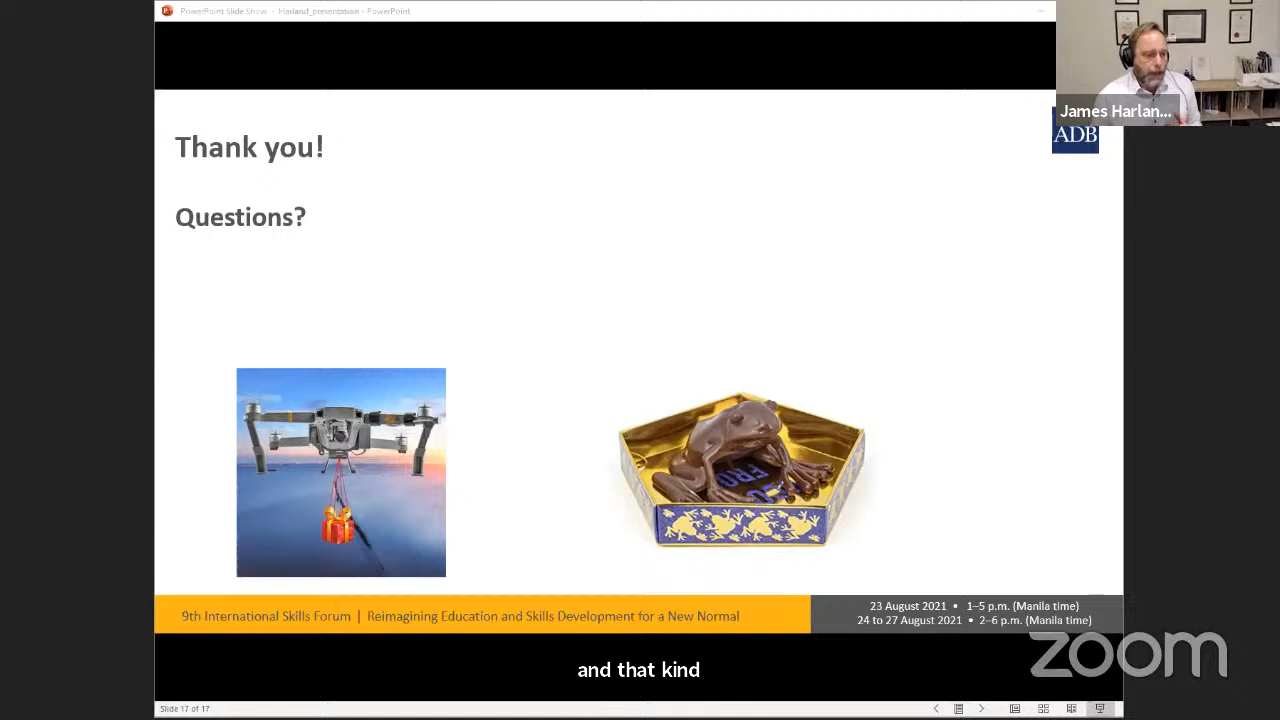 PowerPoint Slide Show - Harland_presentation - PowerPoint
James Harlan...
ADB
Thank you!
Questions?
FRO
9th International Skills Forum | Reimagining Education and Skills Development for a New Normal
23 August 2021 • 1–5 p.m. (Manila time)
24 to 27 August 2021 • 2–6 p.m. (Manila time)
zoom
and that kind
Slide 17 of 17